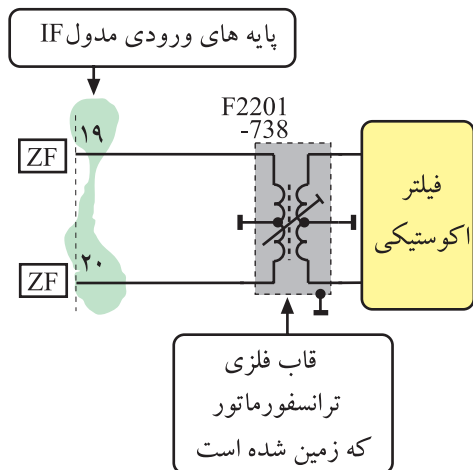 پایه های ورودی مدول IF
F2201
-738
۱۹
ZF
فیلتر
اکوستیکی
۲۰
ZF
قاب فلزی
ترانسفورماتور
که زمین شده است